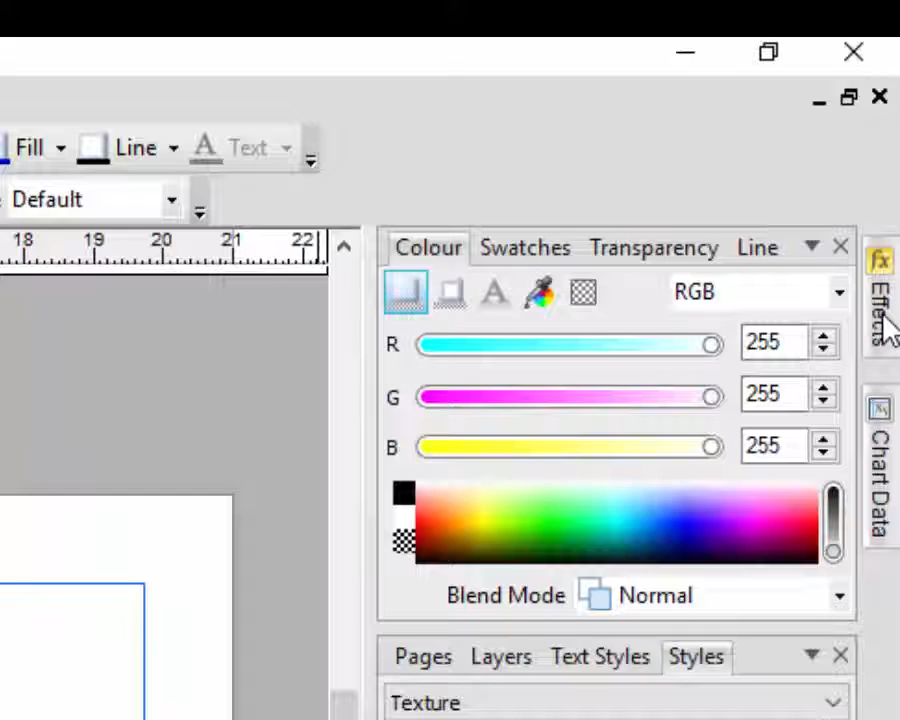 Fill Line A Text
Default
18 19 20 21 22
Colour Swatches Transparency Line
A RGB
R 255
G 255
B 255
Blend Mode Normal
Pages Layers Text Styles Styles
Texture
fx Effects
Chart Data